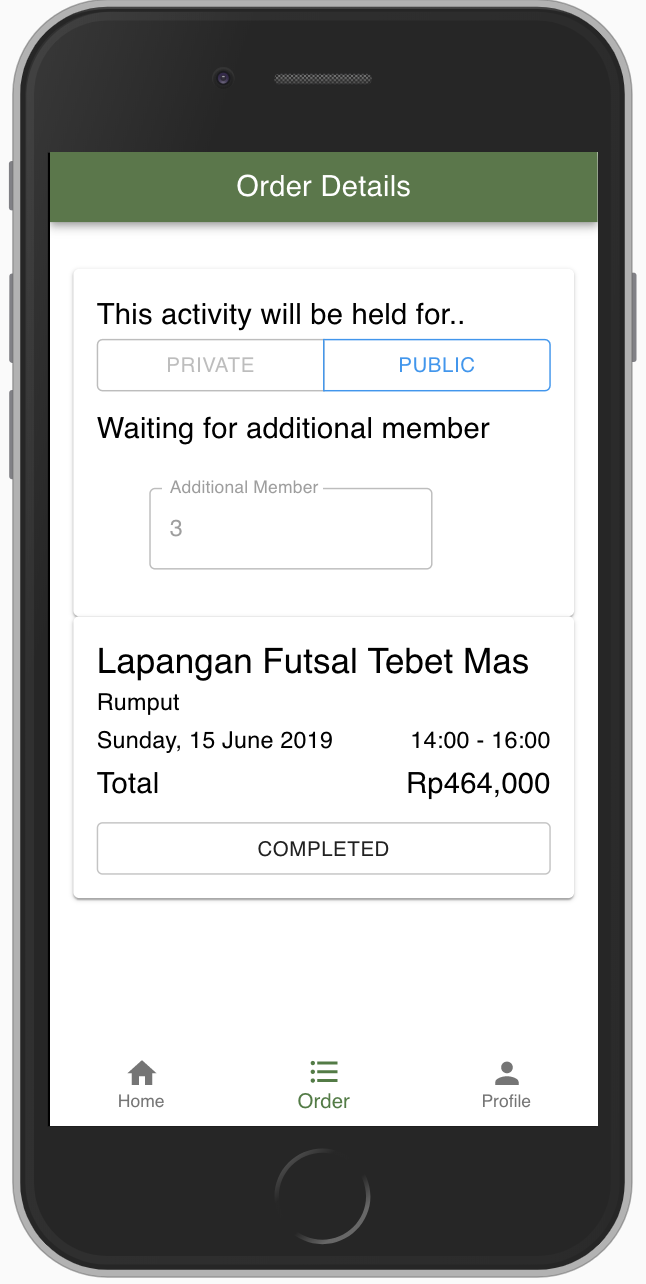 Order Details
This activity will be held for..
PRIVATE PUBLIC
Waiting for additional member
Additional Member
3
Lapangan Futsal Tebet Mas
Rumput
Sunday, 15 June 2019 14:00 - 16:00
Total Rp464,000
COMPLETED
Home Order Profile